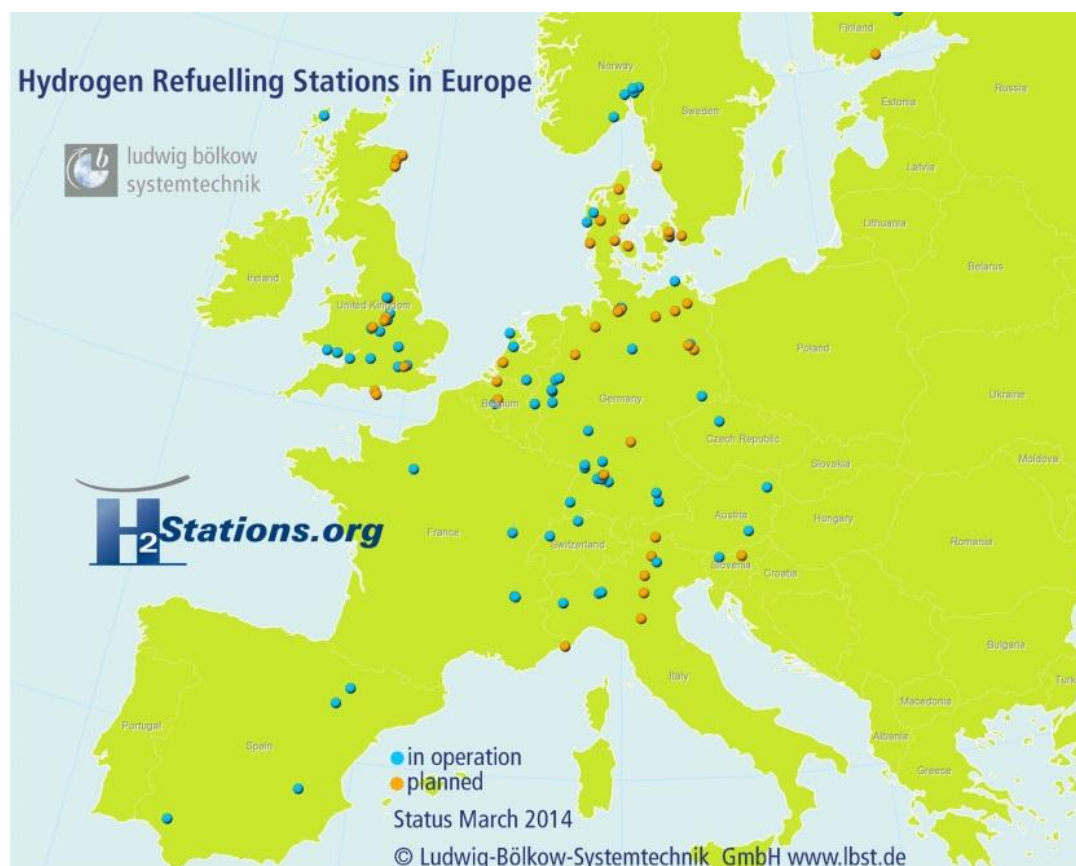 Hydrogen Refuelling Stations in Europe
ludwig bölkow
systemtechnik
Finland
Norway
Sweden
Russia
Estonia
Latvia
Lithuania
Belarus
Ireland
United Kingdom
Poland
Belgium
Germany
Ukraine
Czech Republic
Slovakia
Moldova
H2Stations.org
France
Austria
Hungary
Switzerland
Romania
Slovenia
Croatia
Bulgaria
Italy
Macedonia
Portugal
Albania
Spain
Greece
in operation
planned
Status March 2014
© Ludwig-Bölkow-Systemtechnik GmbH www.lbst.de